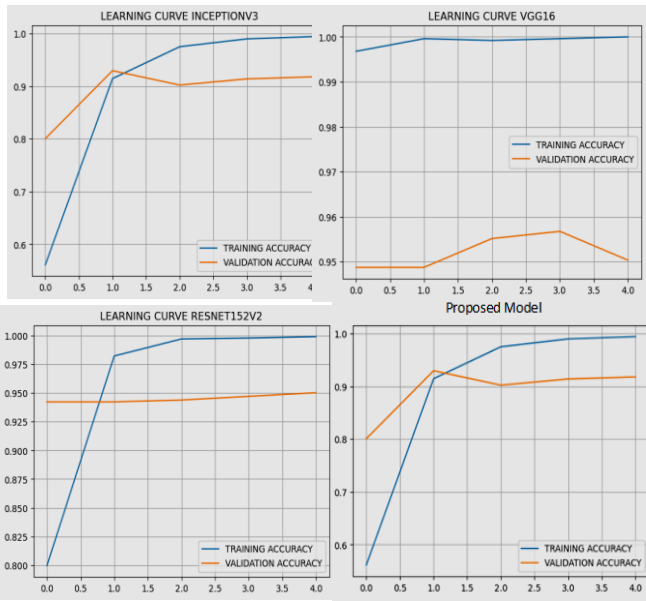 LEARNING CURVE INCEPTIONV3
1.0
0.9
0.8
0.7
0.6
TRAINING ACCURACY
VALIDATION ACCURAC
0.0 0.5 1.0 1.5 2.0 2.5 3.0 3.5 4.
LEARNING CURVE VGG16
1.00
0.99
0.98
0.97
0.96
0.95
TRAINING ACCURACY
VALIDATION ACCURACY
0.0 0.5 1.0 1.5 2.0 2.5 3.0 3.5 4.0
LEARNING CURVE RESNET152V2
1.000
0.975
0.950
0.925
0.900
0.875
0.850
0.825
0.800
TRAINING ACCURACY
VALIDATION ACCURACY
0.0 0.5 1.0 1.5 2.0 2.5 3.0 3.5 4.0
Proposed Model
1.0
0.9
0.8
0.7
0.6
TRAINING ACCURACY
VALIDATION ACCURACY
0.0 0.5 1.0 1.5 2.0 2.5 3.0 3.5 4.0